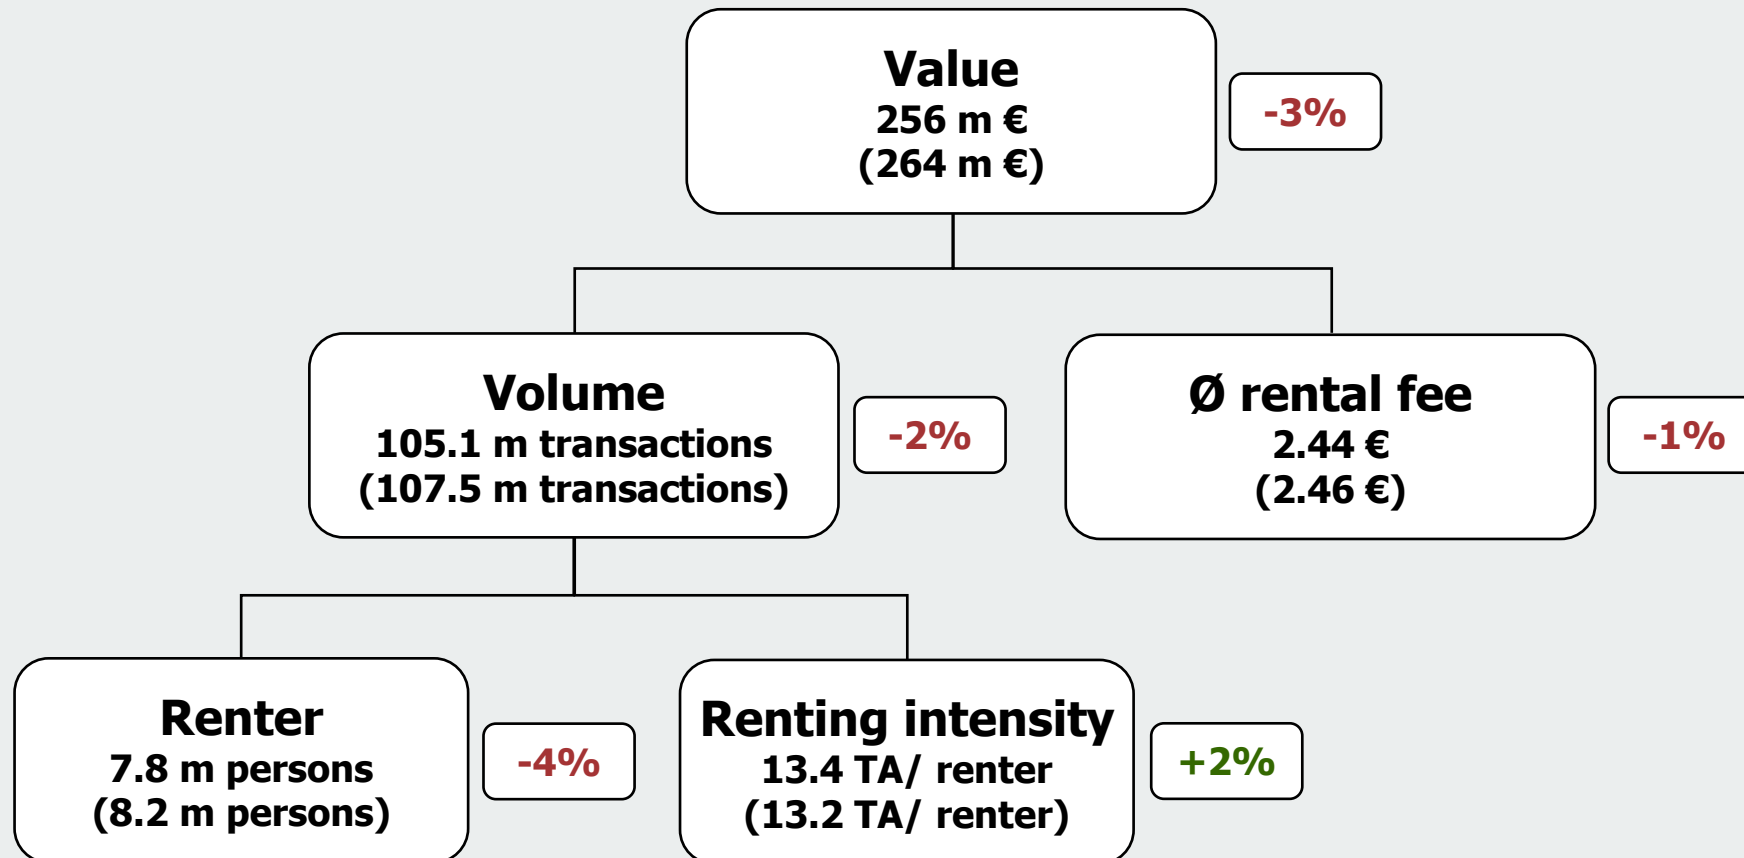 Value
256 m €
(264 m €)
-3%
Volume
105.1 m transactions
(107.5 m transactions)
-2%
Ø rental fee
2.44 €
(2.46 €)
-1%
Renter
7.8 m persons
(8.2 m persons)
-4%
Renting intensity
13.4 TA/ renter
(13.2 TA/ renter)
+2%